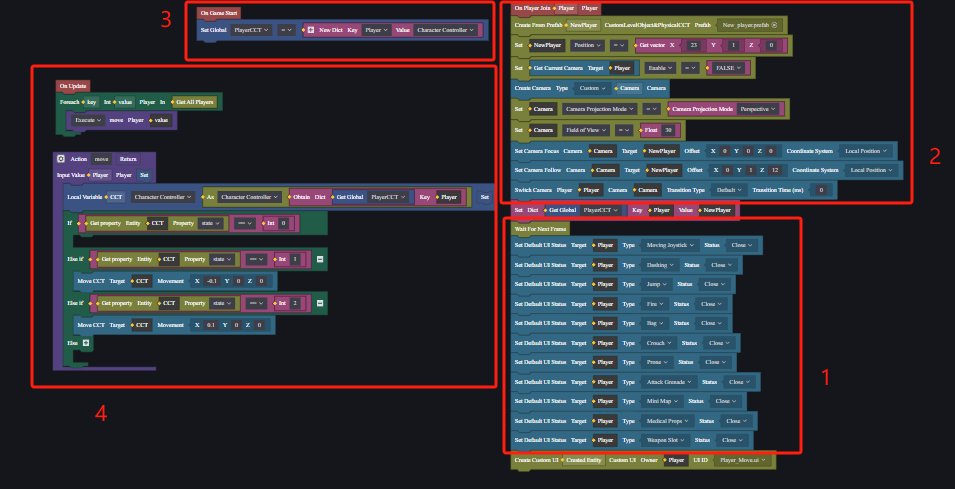 3
On Game Start
Set Global PlayerCCT = New Dict Key Player Value Character Controller
4
On Update
Foreach key Int value Player In Get All Players
Execute move Player value
Action move Return
Input Value Player Player Set
Local Variable CCT Character Controller As Character Controller Obtain Dict Get Global PlayerCCT Key Player Set
If Get property Entity CCT Property state == Int 0
Else if Get property Entity CCT Property state == Int 1
Move CCT Target CCT Movement X -0.1 Y 0 Z 0
Else if Get property Entity CCT Property state == Int 2
Move CCT Target CCT Movement X 0.1 Y 0 Z 0
Else
2
On Player Join Player Player
Create From Prefab NewPlayer CustomLevelObject&PhysicalCCT Prefab New_player.prefab
Set NewPlayer Position = Get vector X 23 Y 1 Z 0
Set Get Current Camera Target Player Enable = FALSE
Create Camera Type Custom Camera Camera
Set Camera Camera Projection Mode = Camera Projection Mode Perspective
Set Camera Field of View = Float 30
Set Camera Focus Camera Camera Target NewPlayer Offset X 0 Y 0 Z 0 Coordinate System Local Position
Set Camera Follow Camera Camera Target NewPlayer Offset X 0 Y 1 Z 12 Coordinate System Local Position
Switch Camera Player Player Camera Camera Transition Type Default Transition Time (ms) 0
Set Dict Get Global PlayerCCT Key Player Value NewPlayer
1
Wait For Next Frame
Set Default UI Status Target Player Type Moving Joystick Status Close
Set Default UI Status Target Player Type Dashing Status Close
Set Default UI Status Target Player Type Jump Status Close
Set Default UI Status Target Player Type Fire Status Close
Set Default UI Status Target Player Type Bag Status Close
Set Default UI Status Target Player Type Crouch Status Close
Set Default UI Status Target Player Type Prone Status Close
Set Default UI Status Target Player Type Attack Grenade Status Close
Set Default UI Status Target Player Type Mini Map Status Close
Set Default UI Status Target Player Type Medical Props Status Close
Set Default UI Status Target Player Type Weapon Slot Status Close
Create Custom UI Created Entity Custom UI Owner Player UI ID Player_Move.ui